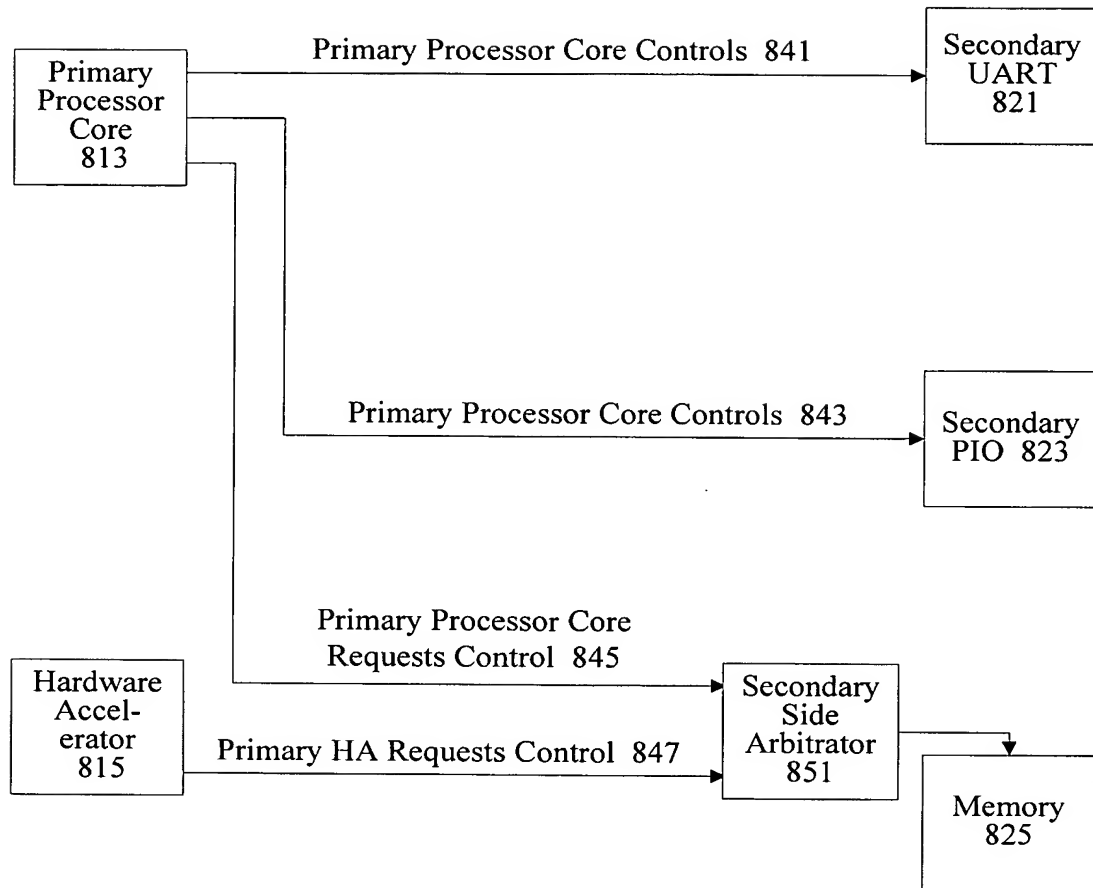 Primary
Processor
Core
813
Primary Processor Core Controls 841
Secondary
UART
821
Primary Processor Core Controls 843
Secondary
PIO 823
Primary Processor Core
Requests Control 845
Hardware
Accel-
erator
815
Primary HA Requests Control 847
Secondary
Side
Arbitrator
851
Memory
825